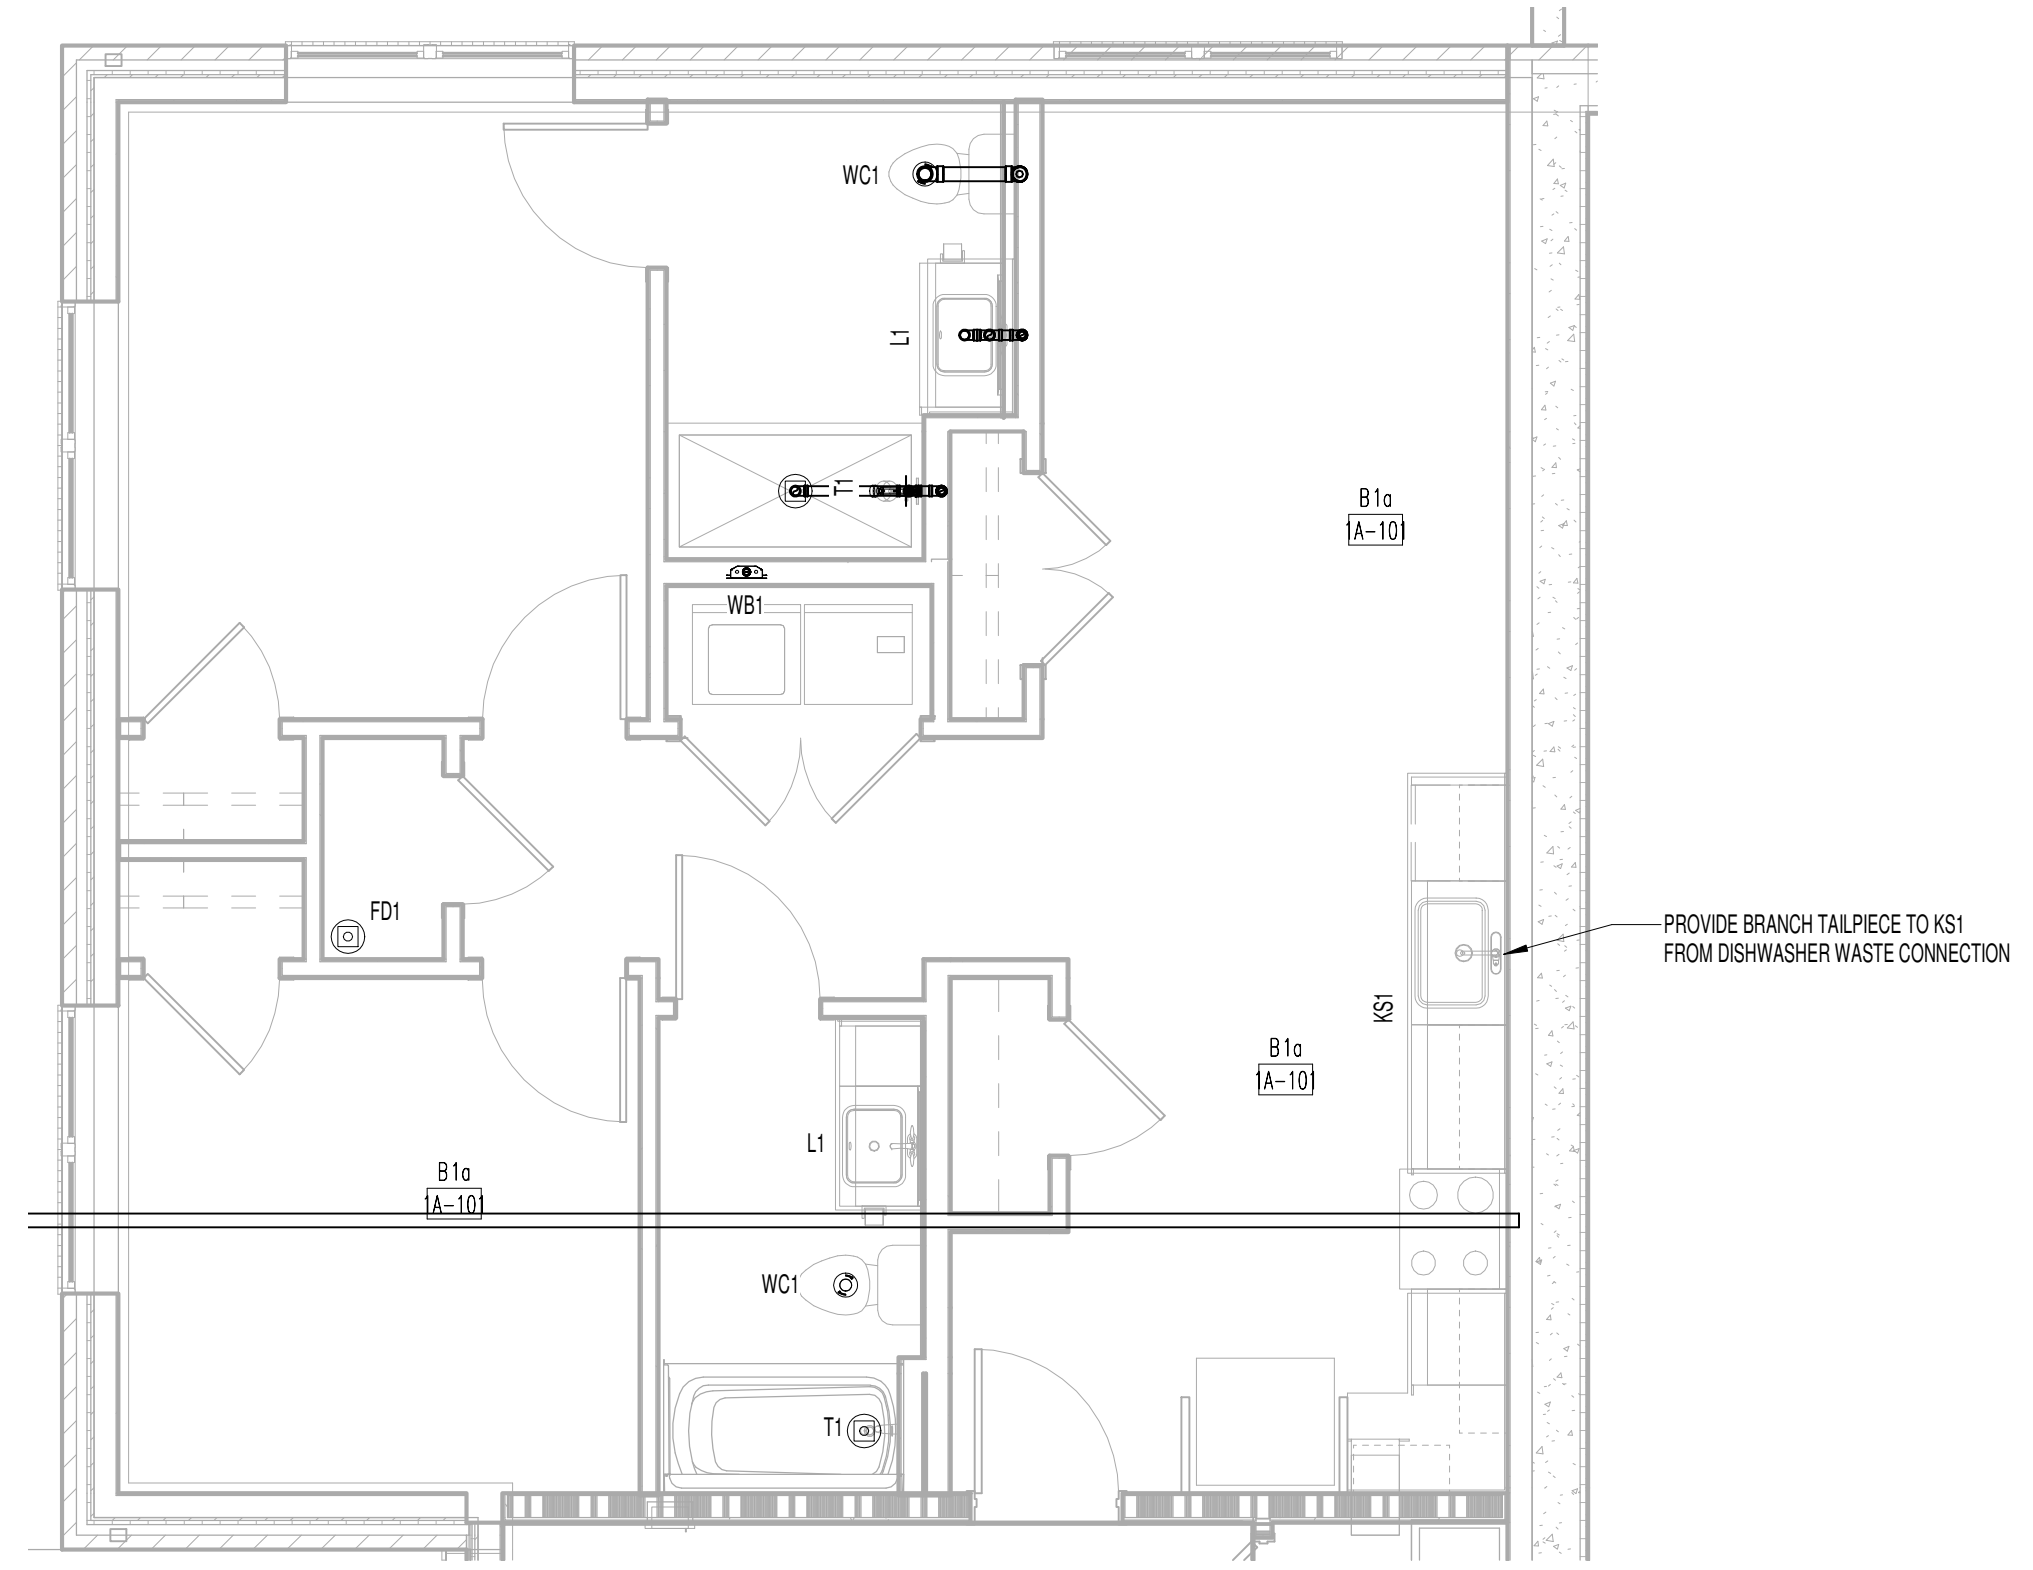 WC1
L1
T1
B1a
1A-101
WB1
FD1
PROVIDE BRANCH TAILPIECE TO KS1
FROM DISHWASHER WASTE CONNECTION
KS1
B1a
1A-101
L1
B1a
1A-101
WC1
T1